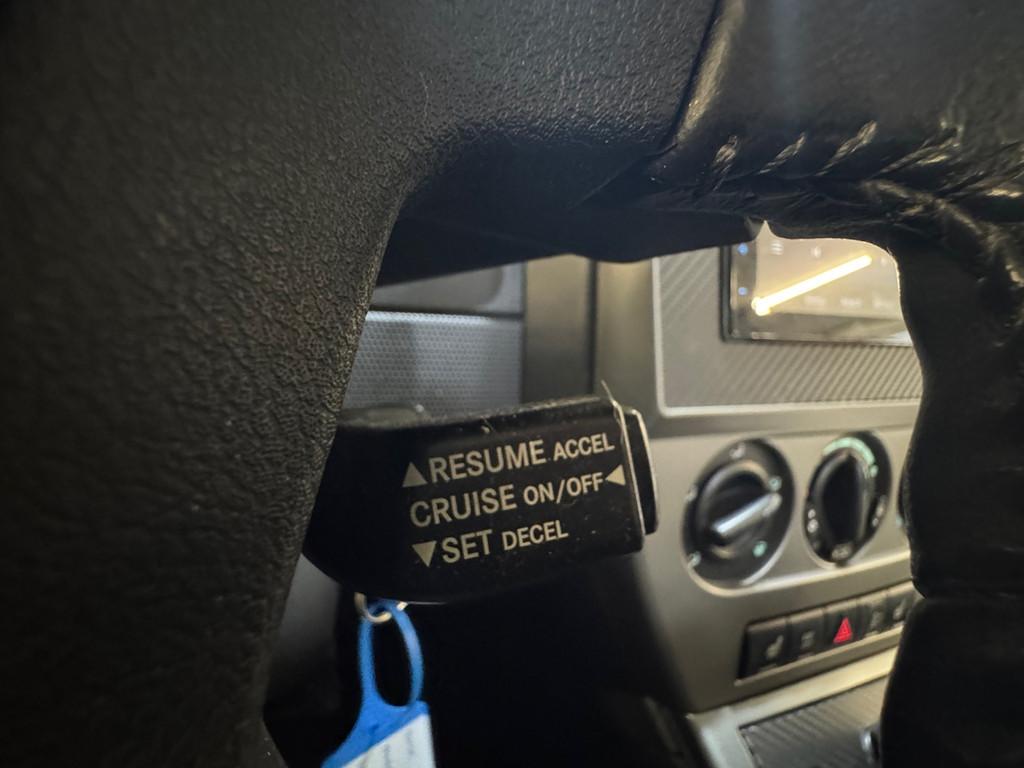 ▲RESUME ACCEL
CRUISE ON/OFF◀
▼SET DECEL